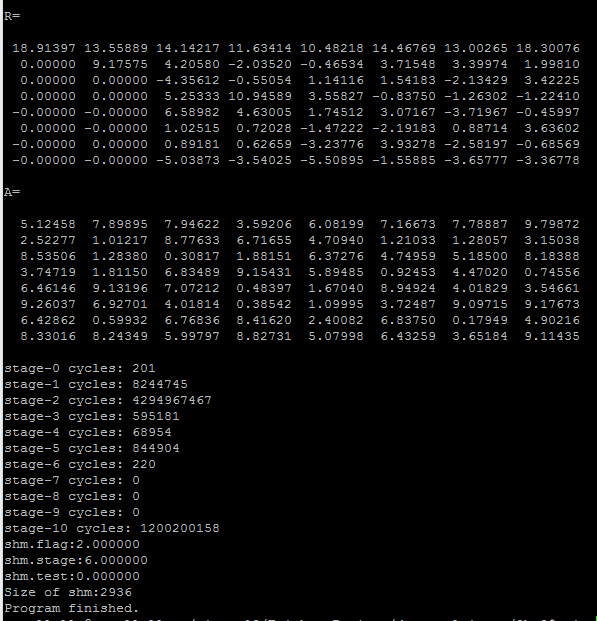 R=
18.91397 13.55889 14.14217 11.63414 10.48218 14.46769 13.00265 18.30076
0.00000 9.17575 4.20580 -2.03520 -0.46534 3.71548 3.39974 1.99810
0.00000 0.00000 -4.35612 -0.55054 1.14116 1.54183 -2.13429 3.42225
0.00000 0.00000 5.25333 10.94589 3.55827 -0.83750 -1.26302 -1.22410
-0.00000 -0.00000 6.58982 4.63005 1.74512 3.07167 -3.71967 -0.45997
0.00000 0.00000 1.02515 0.72028 -1.47222 -2.19183 0.88714 3.63602
-0.00000 0.00000 0.89181 0.62659 -3.23776 3.93278 -2.58197 -0.68569
-0.00000 -0.00000 -5.03873 -3.54025 -5.50895 -1.55885 -3.65777 -3.36778
A=
5.12458 7.89895 7.94622 3.59206 6.08199 7.16673 7.78887 9.79872
2.52277 1.01217 8.77633 6.71655 4.70940 1.21033 1.28057 3.15038
8.53506 1.28380 0.30817 1.88151 6.37276 4.74959 5.18500 8.18388
3.74719 1.81150 6.83489 9.15431 5.89485 0.92453 4.47020 0.74556
6.46146 9.13196 7.07212 0.48397 1.67040 8.94924 4.01829 3.54661
9.26037 6.92701 4.01814 0.38542 1.09995 3.72487 9.09715 9.17673
6.42862 0.59932 6.76836 8.41620 2.40082 6.83750 0.17949 4.90216
8.33016 8.24349 5.99797 8.82731 5.07998 6.43259 3.65184 9.11435
stage-0 cycles: 201
stage-1 cycles: 8244745
stage-2 cycles: 4294967467
stage-3 cycles: 595181
stage-4 cycles: 68954
stage-5 cycles: 844904
stage-6 cycles: 220
stage-7 cycles: 0
stage-8 cycles: 0
stage-9 cycles: 0
stage-10 cycles: 1200200158
shm.flag:2.000000
shm.stage:6.000000
shm.test:0.000000
Size of shm:2936
Program finished.